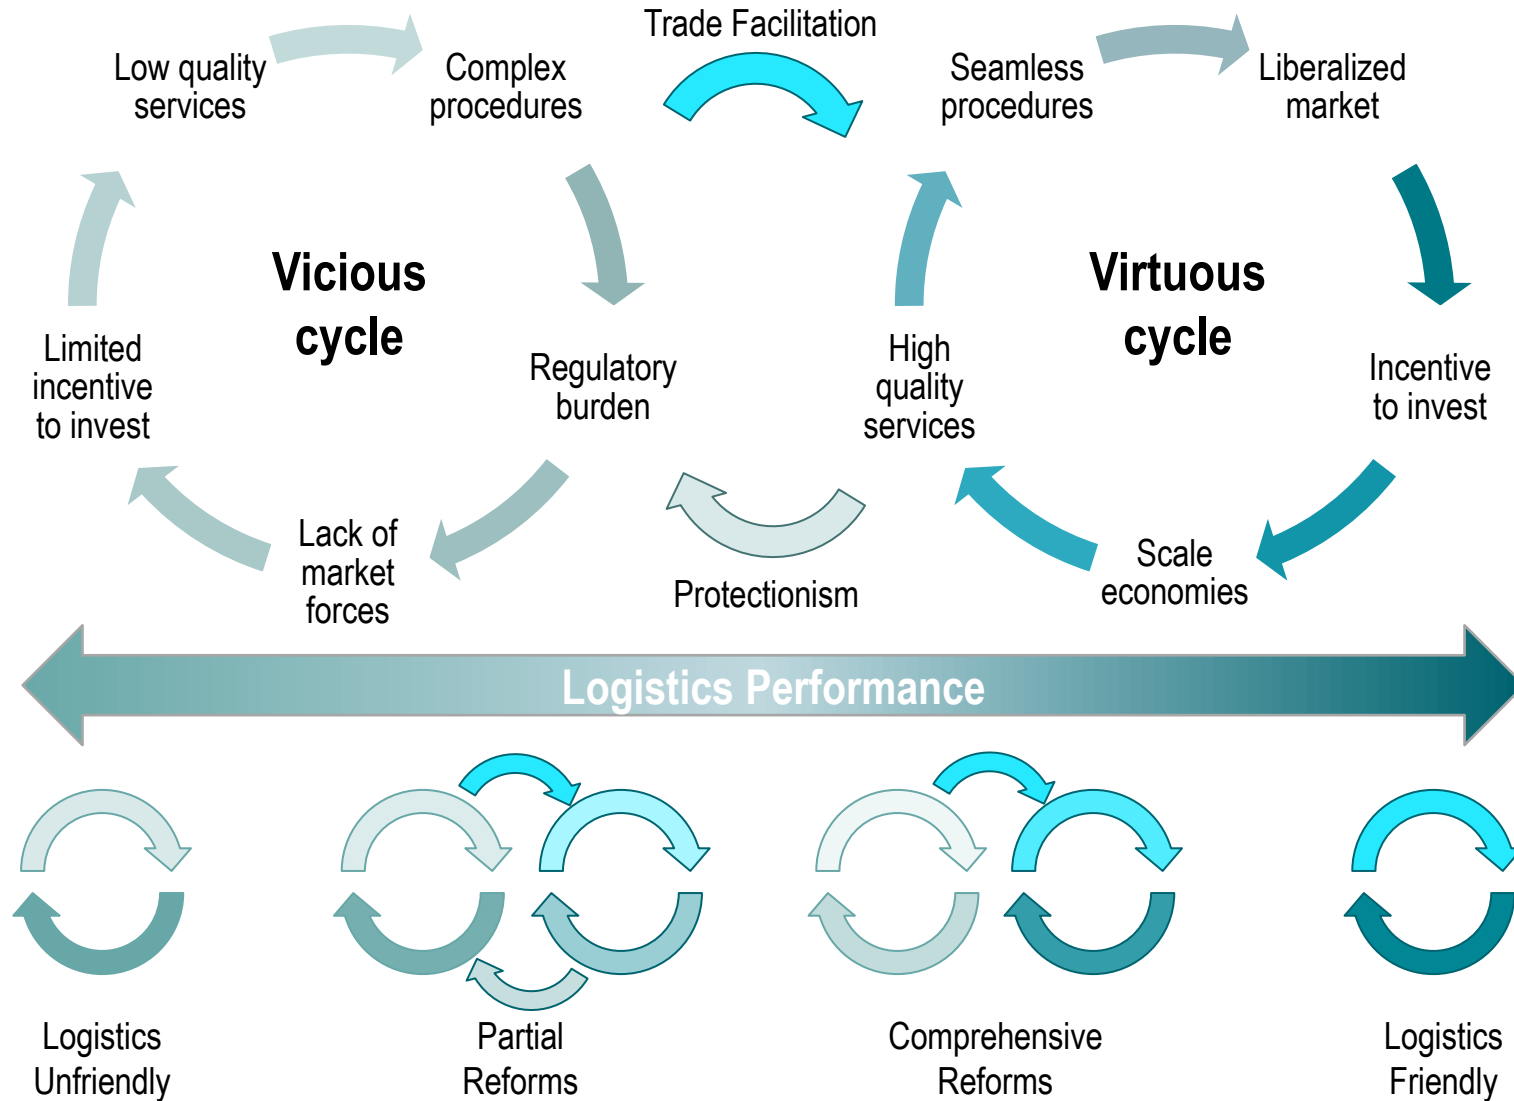 Trade Facilitation
Low quality
services
Complex
procedures
Seamless
procedures
Liberalized
market
Vicious
cycle
Virtuous
cycle
Limited
incentive
to invest
Regulatory
burden
High
quality
services
Incentive
to invest
Lack of
market
forces
Protectionism
Scale
economies
Logistics Performance
Logistics
Unfriendly
Partial
Reforms
Comprehensive
Reforms
Logistics
Friendly